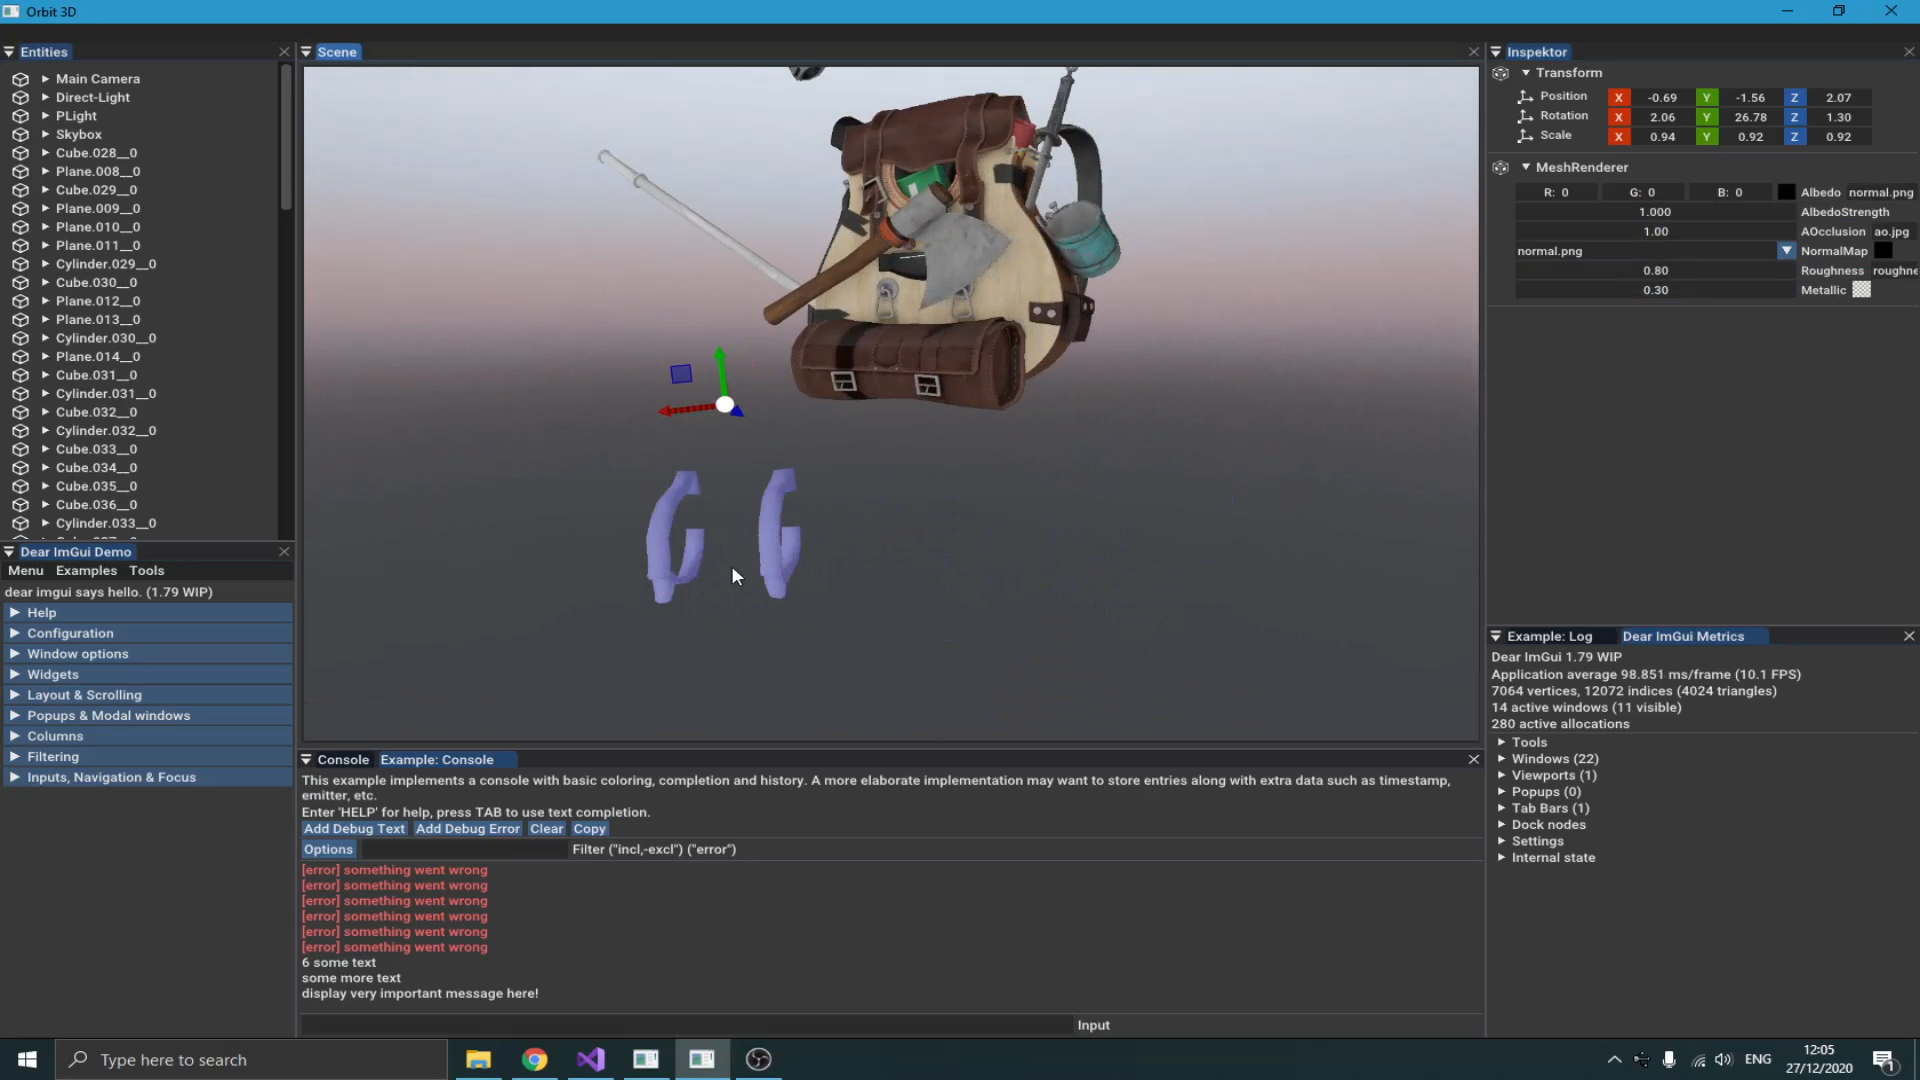 Orbit 3D
Entities
Main Camera
Direct-Light
PLight
Skybox
Cube.028__0
Plane.008__0
Cube.029__0
Plane.009__0
Plane.010__0
Plane.011__0
Cylinder.029__0
Cube.030__0
Plane.012__0
Plane.013__0
Cylinder.030__0
Plane.014__0
Cube.031__0
Cylinder.031__0
Cube.032__0
Cylinder.032__0
Cube.033__0
Cube.034__0
Cube.035__0
Cube.036__0
Cylinder.033__0
Dear ImGui Demo
Menu Examples Tools
dear imgui says hello. (1.79 WIP)
Help
Configuration
Window options
Widgets
Layout & Scrolling
Popups & Modal windows
Columns
Filtering
Inputs, Navigation & Focus
Scene
Console Example: Console
This example implements a console with basic coloring, completion and history. A more elaborate implementation may want to store entries along with extra data such as timestamp,
emitter, etc.
Enter 'HELP' for help, press TAB to use text completion.
Add Debug Text Add Debug Error Clear Copy
Options Filter ("incl,-excl") ("error")
[error] something went wrong
[error] something went wrong
[error] something went wrong
[error] something went wrong
[error] something went wrong
[error] something went wrong
6 some text
some more text
display very important message here!
Input
Inspektor
Transform
Position X -0.69 Y -1.56 Z 2.07
Rotation X 2.06 Y 26.78 Z 1.30
Scale X 0.94 Y 0.92 Z 0.92
MeshRenderer
R: 0 G: 0 B: 0 Albedo normal.png
1.000 AlbedoStrength
1.00 AOcclusion ao.jpg
normal.png NormalMap
0.80 Roughness roughne
0.30 Metallic
Example: Log Dear ImGui Metrics
Dear ImGui 1.79 WIP
Application average 98.851 ms/frame (10.1 FPS)
7064 vertices, 12072 indices (4024 triangles)
14 active windows (11 visible)
280 active allocations
Tools
Windows (22)
Viewports (1)
Popups (0)
Tab Bars (1)
Dock nodes
Settings
Internal state
Type here to search
ENG
12:05
27/12/2020
1